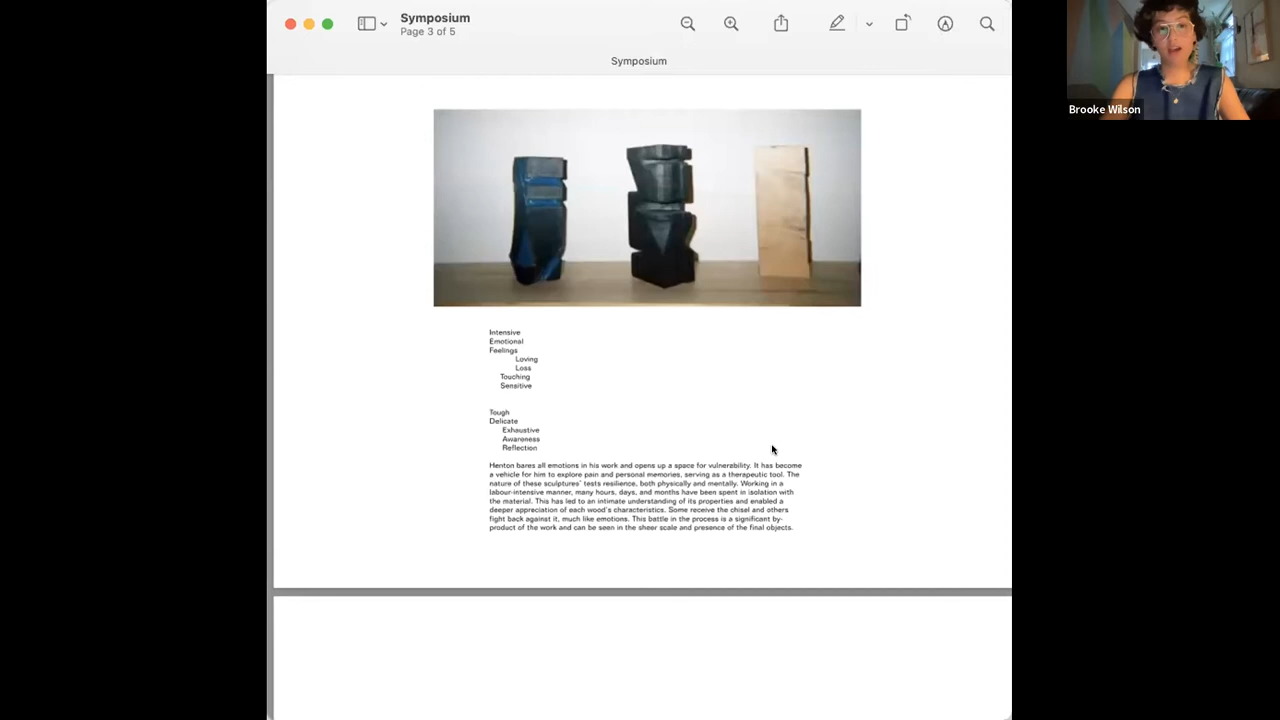 Symposium
Page 3 of 5
Symposium
Brooke Wilson
Intensive
Emotional
Feelings
Loving
Loss
Touching
Sensitive
Tough
Delicate
Exhaustive
Awareness
Reflection
Henton bares all emotions in his work and opens up a space for vulnerability. It has become
a vehicle for him to explore pain and personal memories, serving as a therapeutic tool. The
nature of these sculptures' tests resilience, both physically and mentally. Working in a
labour-intensive manner, many hours, days, and months have been spent in isolation with
the material. This has led to an intimate understanding of its properties and enabled a
deeper appreciation of each wood's characteristics. Some receive the chisel and others
fight back against it, much like emotions. This battle in the process is a significant by-
product of the work and can be seen in the sheer scale and presence of the final objects.